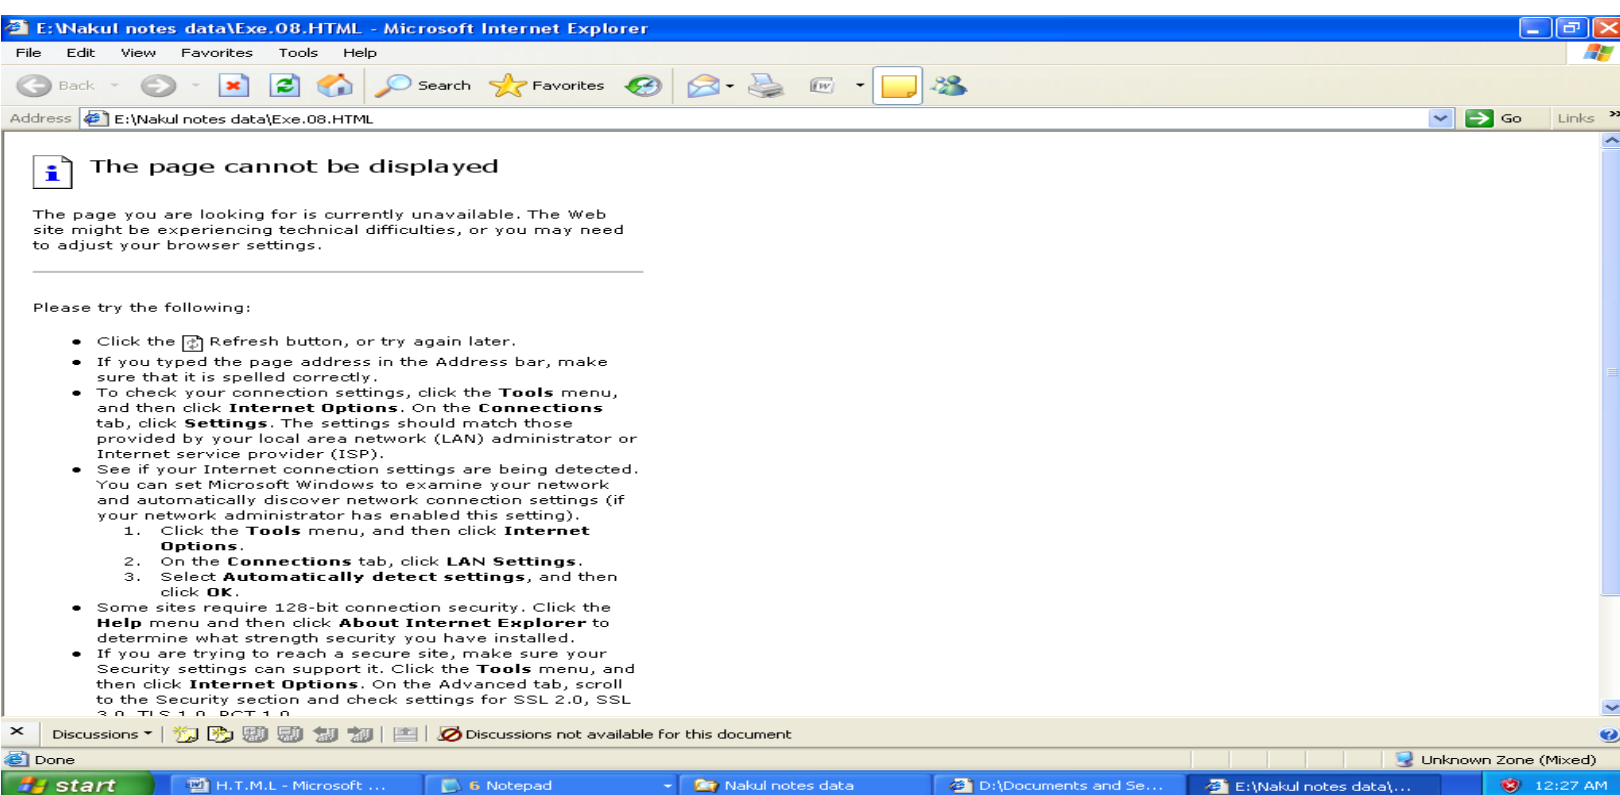 E:\Nakul notes data\Exe.08.HTML - Microsoft Internet Explorer
File Edit View Favorites Tools Help
Back Search Favorites
Address E:\Nakul notes data\Exe.08.HTML Go Links »
The page cannot be displayed
The page you are looking for is currently unavailable. The Web
site might be experiencing technical difficulties, or you may need
to adjust your browser settings.
Please try the following:
• Click the Refresh button, or try again later.
• If you typed the page address in the Address bar, make
sure that it is spelled correctly.
• To check your connection settings, click the Tools menu,
and then click Internet Options. On the Connections
tab, click Settings. The settings should match those
provided by your local area network (LAN) administrator or
Internet service provider (ISP).
• See if your Internet connection settings are being detected.
You can set Microsoft Windows to examine your network
and automatically discover network connection settings (if
your network administrator has enabled this setting).
1. Click the Tools menu, and then click Internet
Options.
2. On the Connections tab, click LAN Settings.
3. Select Automatically detect settings, and then
click OK.
• Some sites require 128-bit connection security. Click the
Help menu and then click About Internet Explorer to
determine what strength security you have installed.
• If you are trying to reach a secure site, make sure your
Security settings can support it. Click the Tools menu, and
then click Internet Options. On the Advanced tab, scroll
to the Security section and check settings for SSL 2.0, SSL
3.0, TLS 1.0, PCT 1.0
Discussions Discussions not available for this document
Done Unknown Zone (Mixed)
start H.T.M.L - Microsoft ... 6 Notepad Nakul notes data D:\Documents and Se... E:\Nakul notes data\... 12:27 AM